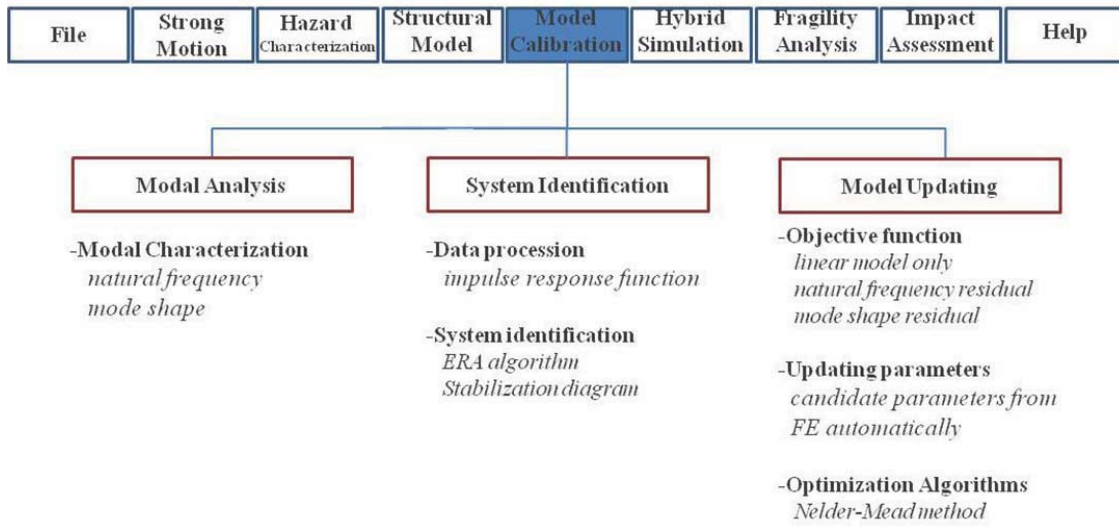 File
Strong
Motion
Hazard
Characterization
Structural
Model
Model
Calibration
Hybrid
Simulation
Fragility
Analysis
Impact
Assessment
Help
Modal Analysis
-Modal Characterization
natural frequency
mode shape
System Identification
-Data procession
impulse response function
-System identification
ERA algorithm
Stabilization diagram
Model Updating
-Objective function
linear model only
natural frequency residual
mode shape residual
-Updating parameters
candidate parameters from
FE automatically
-Optimization Algorithms
Nelder-Mead method